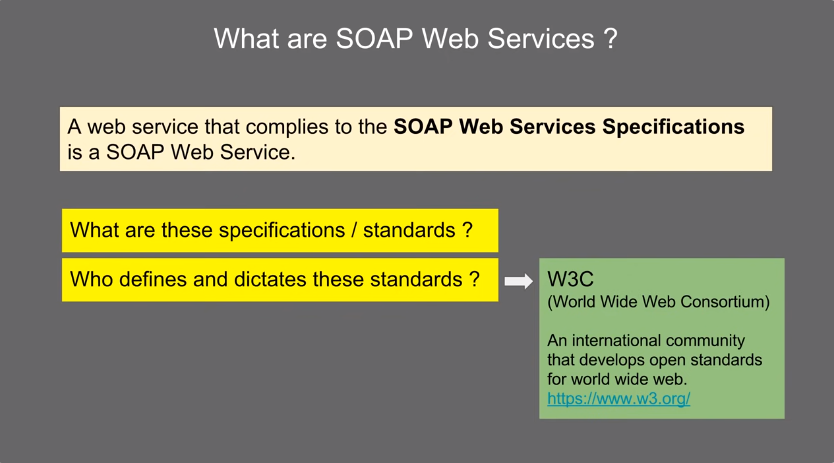 What are SOAP Web Services ?
A web service that complies to the SOAP Web Services Specifications
is a SOAP Web Service.
What are these specifications / standards ?
Who defines and dictates these standards ?
W3C
(World Wide Web Consortium)
An international community
that develops open standards
for world wide web.
https://www.w3.org/